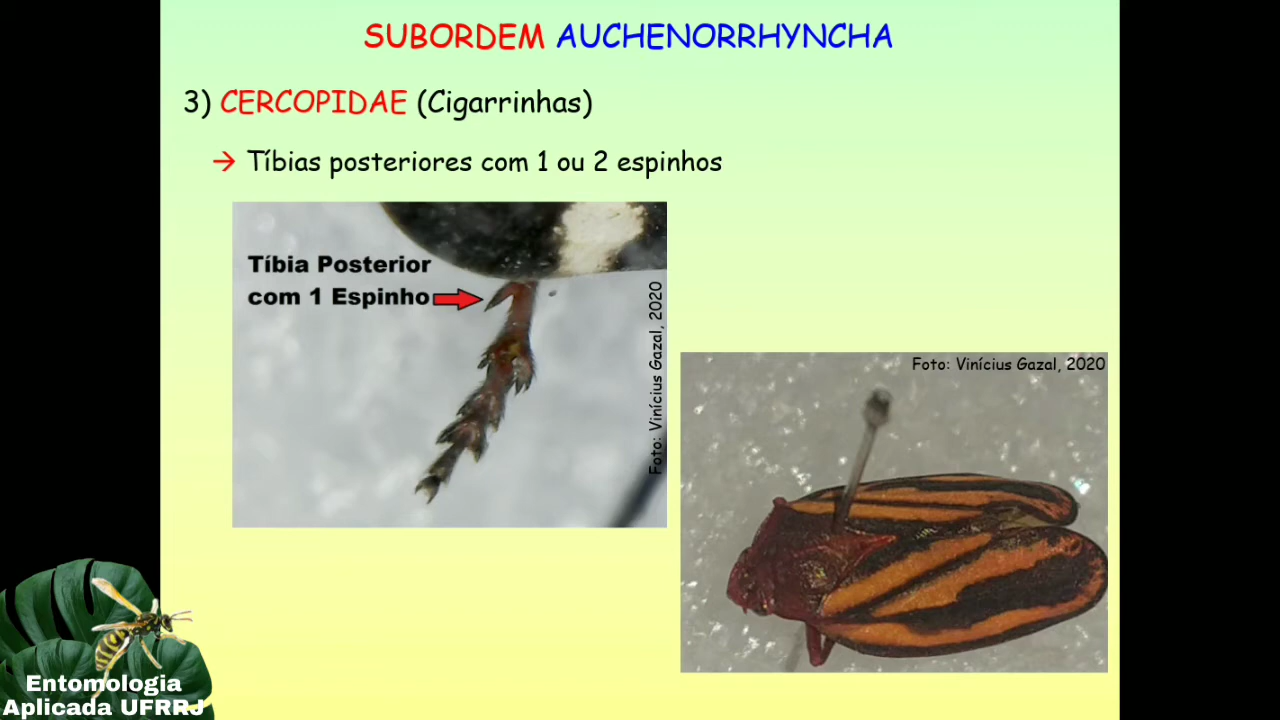 SUBORDEM AUCHENORRHYNCHA
3) CERCOPIDAE (Cigarrinhas)
→ Tíbias posteriores com 1 ou 2 espinhos
Tíbia Posterior
com 1 Espinho
Foto: Vinícius Gazal, 2020
Foto: Vinícius Gazal, 2020
Entomologia
Aplicada UFRRJ